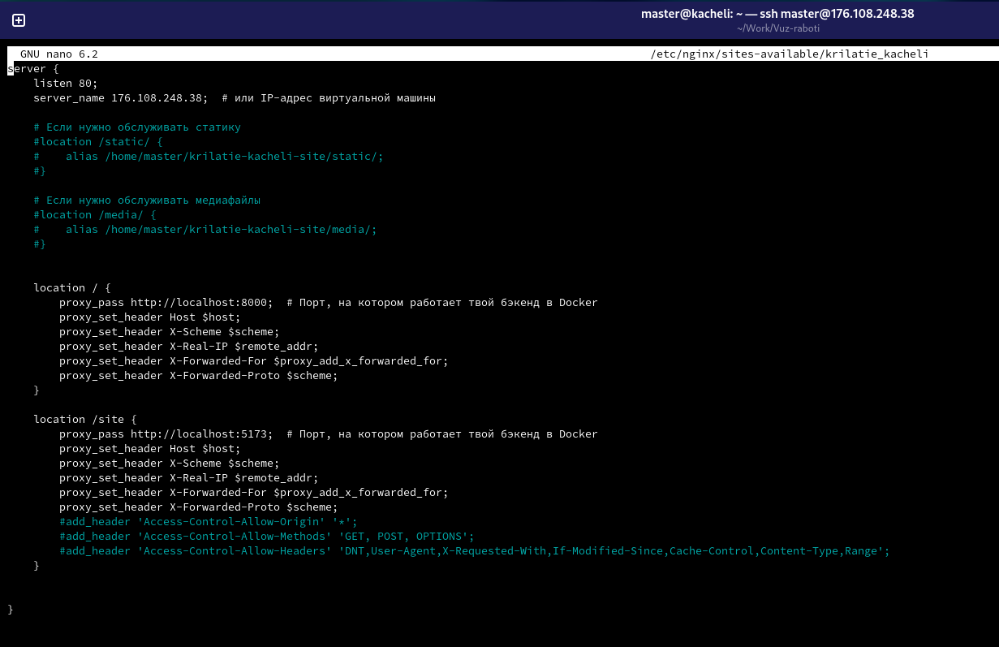 master@kacheli: ~ — ssh master@176.108.248.38
~/Work/Vuz-raboti
GNU nano 6.2 /etc/nginx/sites-available/krilatie_kacheli
server {
    listen 80;
    server_name 176.108.248.38;  # или IP-адрес виртуальной машины

    # Если нужно обслуживать статику
    #location /static/ {
    #    alias /home/master/krilatie-kacheli-site/static/;
    #}

    # Если нужно обслуживать медиафайлы
    #location /media/ {
    #    alias /home/master/krilatie-kacheli-site/media/;
    #}


    location / {
        proxy_pass http://localhost:8000;  # Порт, на котором работает твой бэкенд в Docker
        proxy_set_header Host $host;
        proxy_set_header X-Scheme $scheme;
        proxy_set_header X-Real-IP $remote_addr;
        proxy_set_header X-Forwarded-For $proxy_add_x_forwarded_for;
        proxy_set_header X-Forwarded-Proto $scheme;
    }

    location /site {
        proxy_pass http://localhost:5173;  # Порт, на котором работает твой бэкенд в Docker
        proxy_set_header Host $host;
        proxy_set_header X-Scheme $scheme;
        proxy_set_header X-Real-IP $remote_addr;
        proxy_set_header X-Forwarded-For $proxy_add_x_forwarded_for;
        proxy_set_header X-Forwarded-Proto $scheme;
        #add_header 'Access-Control-Allow-Origin' '*';
        #add_header 'Access-Control-Allow-Methods' 'GET, POST, OPTIONS';
        #add_header 'Access-Control-Allow-Headers' 'DNT,User-Agent,X-Requested-With,If-Modified-Since,Cache-Control,Content-Type,Range';
    }


}